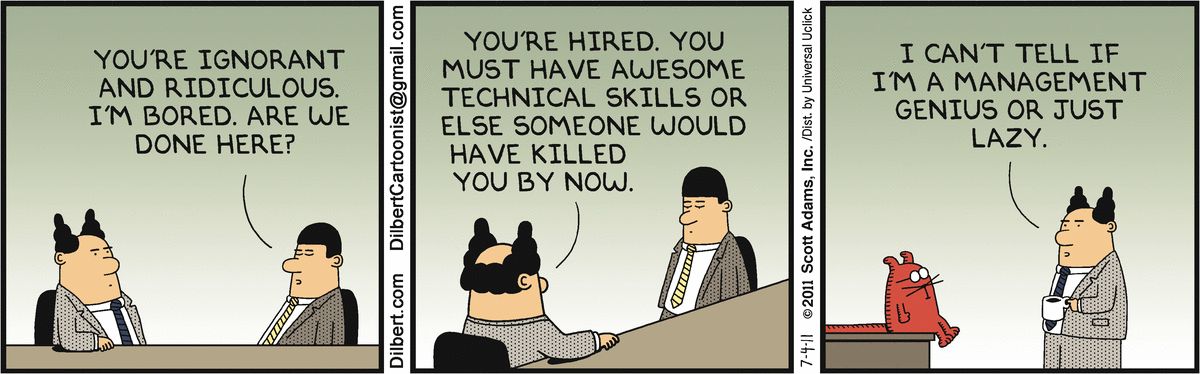 YOU'RE IGNORANT
AND RIDICULOUS.
I'M BORED. ARE WE
DONE HERE?
Dilbert.com DilbertCartoonist@gmail.com
YOU'RE HIRED. YOU
MUST HAVE AWESOME
TECHNICAL SKILLS OR
ELSE SOMEONE WOULD
HAVE KILLED
YOU BY NOW.
7-4-11 ©2011 Scott Adams, Inc. /Dist. by Universal Uclick
I CAN'T TELL IF
I'M A MANAGEMENT
GENIUS OR JUST
LAZY.